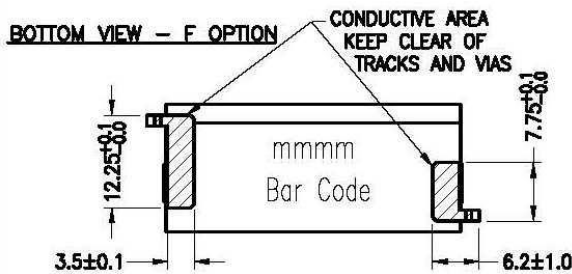 BOTTOM VIEW – F OPTION
CONDUCTIVE AREA
KEEP CLEAR OF
TRACKS AND VIAS
12.25+0.1
-0.0
7.75+0.1
-0.0
mmmm
Bar Code
3.5±0.1
6.2±1.0